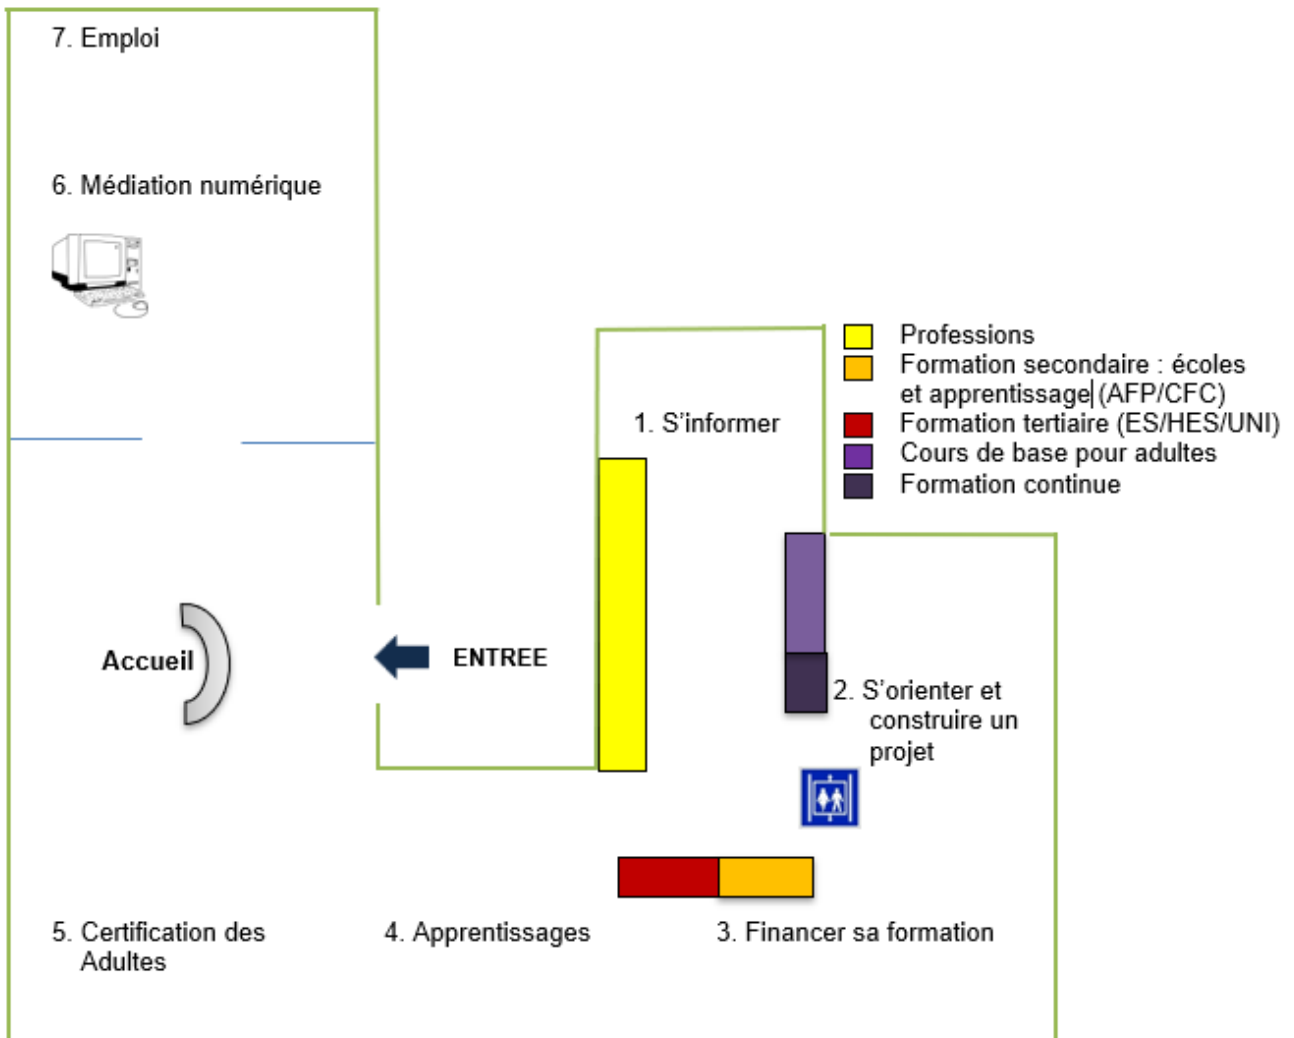 7. Emploi
6. Médiation numérique
Professions
Formation secondaire : écoles
et apprentissage (AFP/CFC)
Formation tertiaire (ES/HES/UNI)
Cours de base pour adultes
Formation continue
1. S’informer
Accueil
ENTREE
2. S’orienter et
construire un
projet
5. Certification des
Adultes
4. Apprentissages
3. Financer sa formation